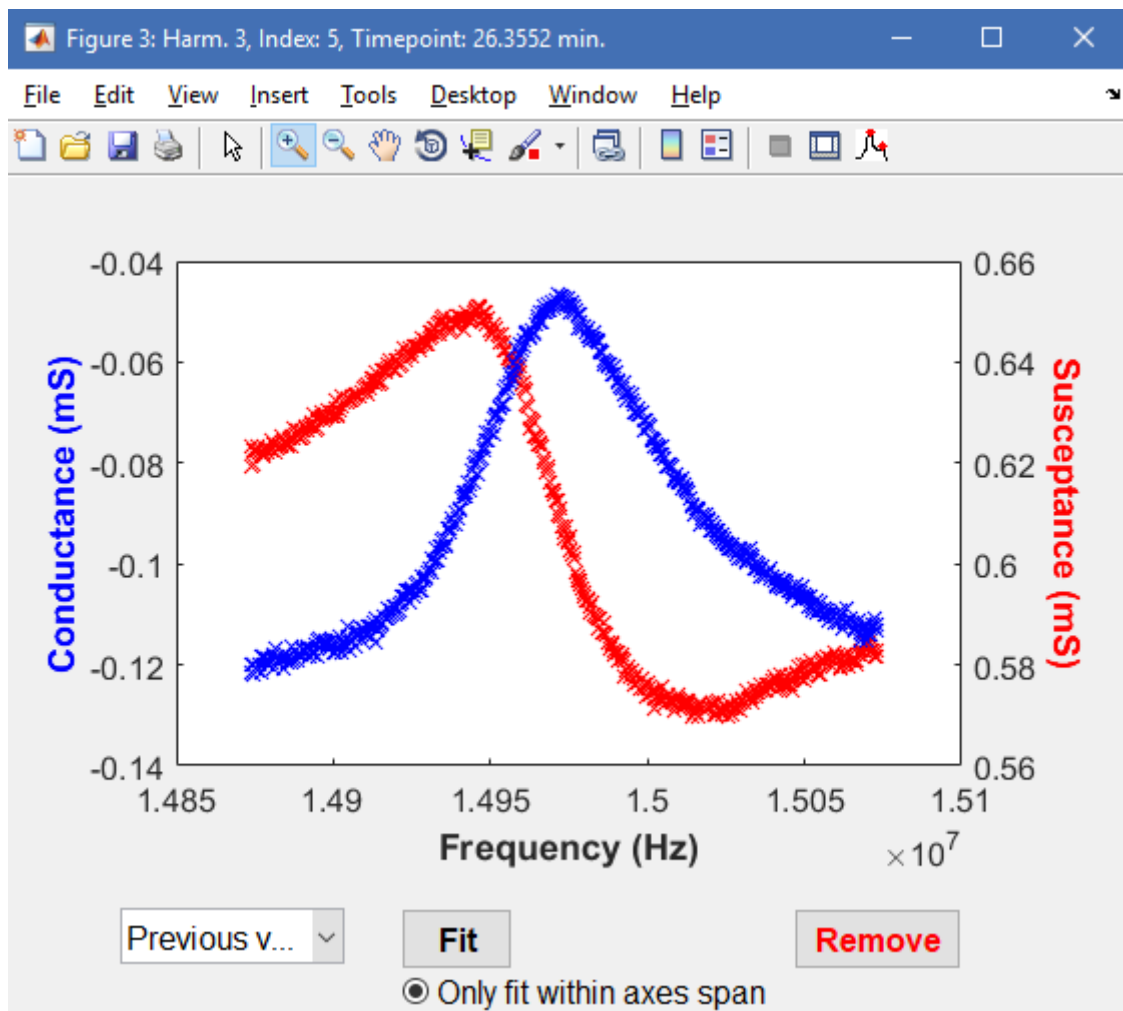 Figure 3: Harm. 3, Index: 5, Timepoint: 26.3552 min.
File Edit View Insert Tools Desktop Window Help
-0.04
-0.06
-0.08
-0.1
-0.12
-0.14
Conductance (mS)
0.66
0.64
0.62
0.6
0.58
0.56
Susceptance (mS)
1.485 1.49 1.495 1.5 1.505 1.51
Frequency (Hz)
×10⁷
Previous v... Fit Remove
Only fit within axes span